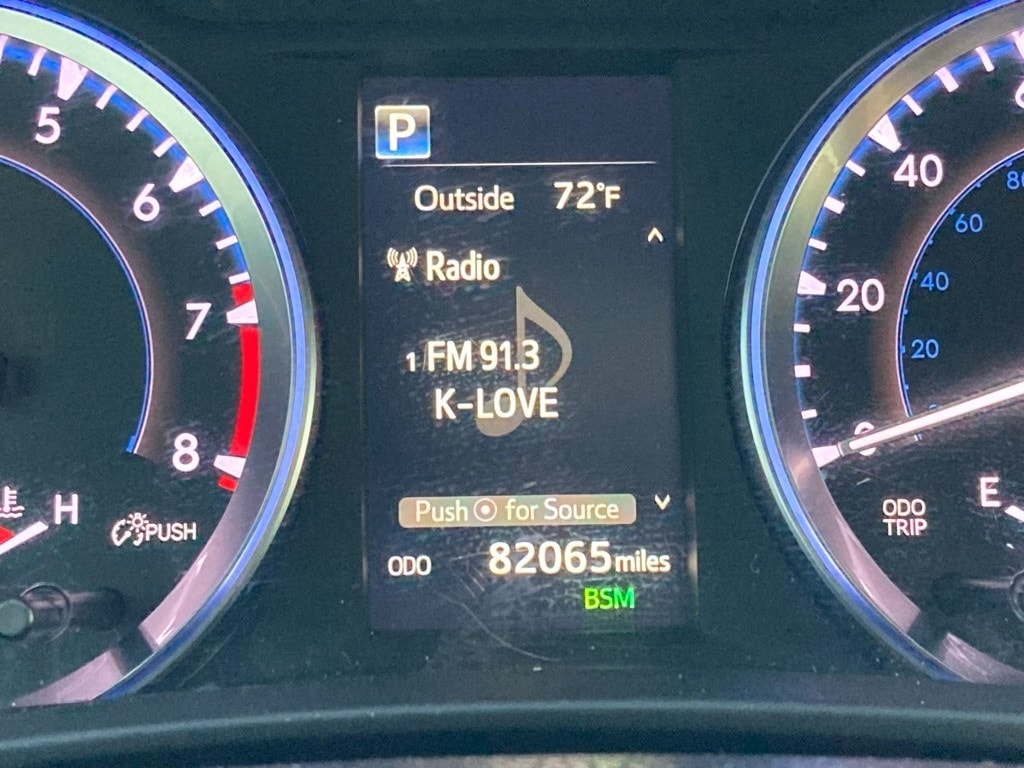 5
6
7
8
H
PUSH
P
Outside 72°F
Radio
1 FM 91.3
K-LOVE
Push for Source
ODO 82065 miles
BSM
40
20
0
80
60
40
20
ODO
TRIP
E